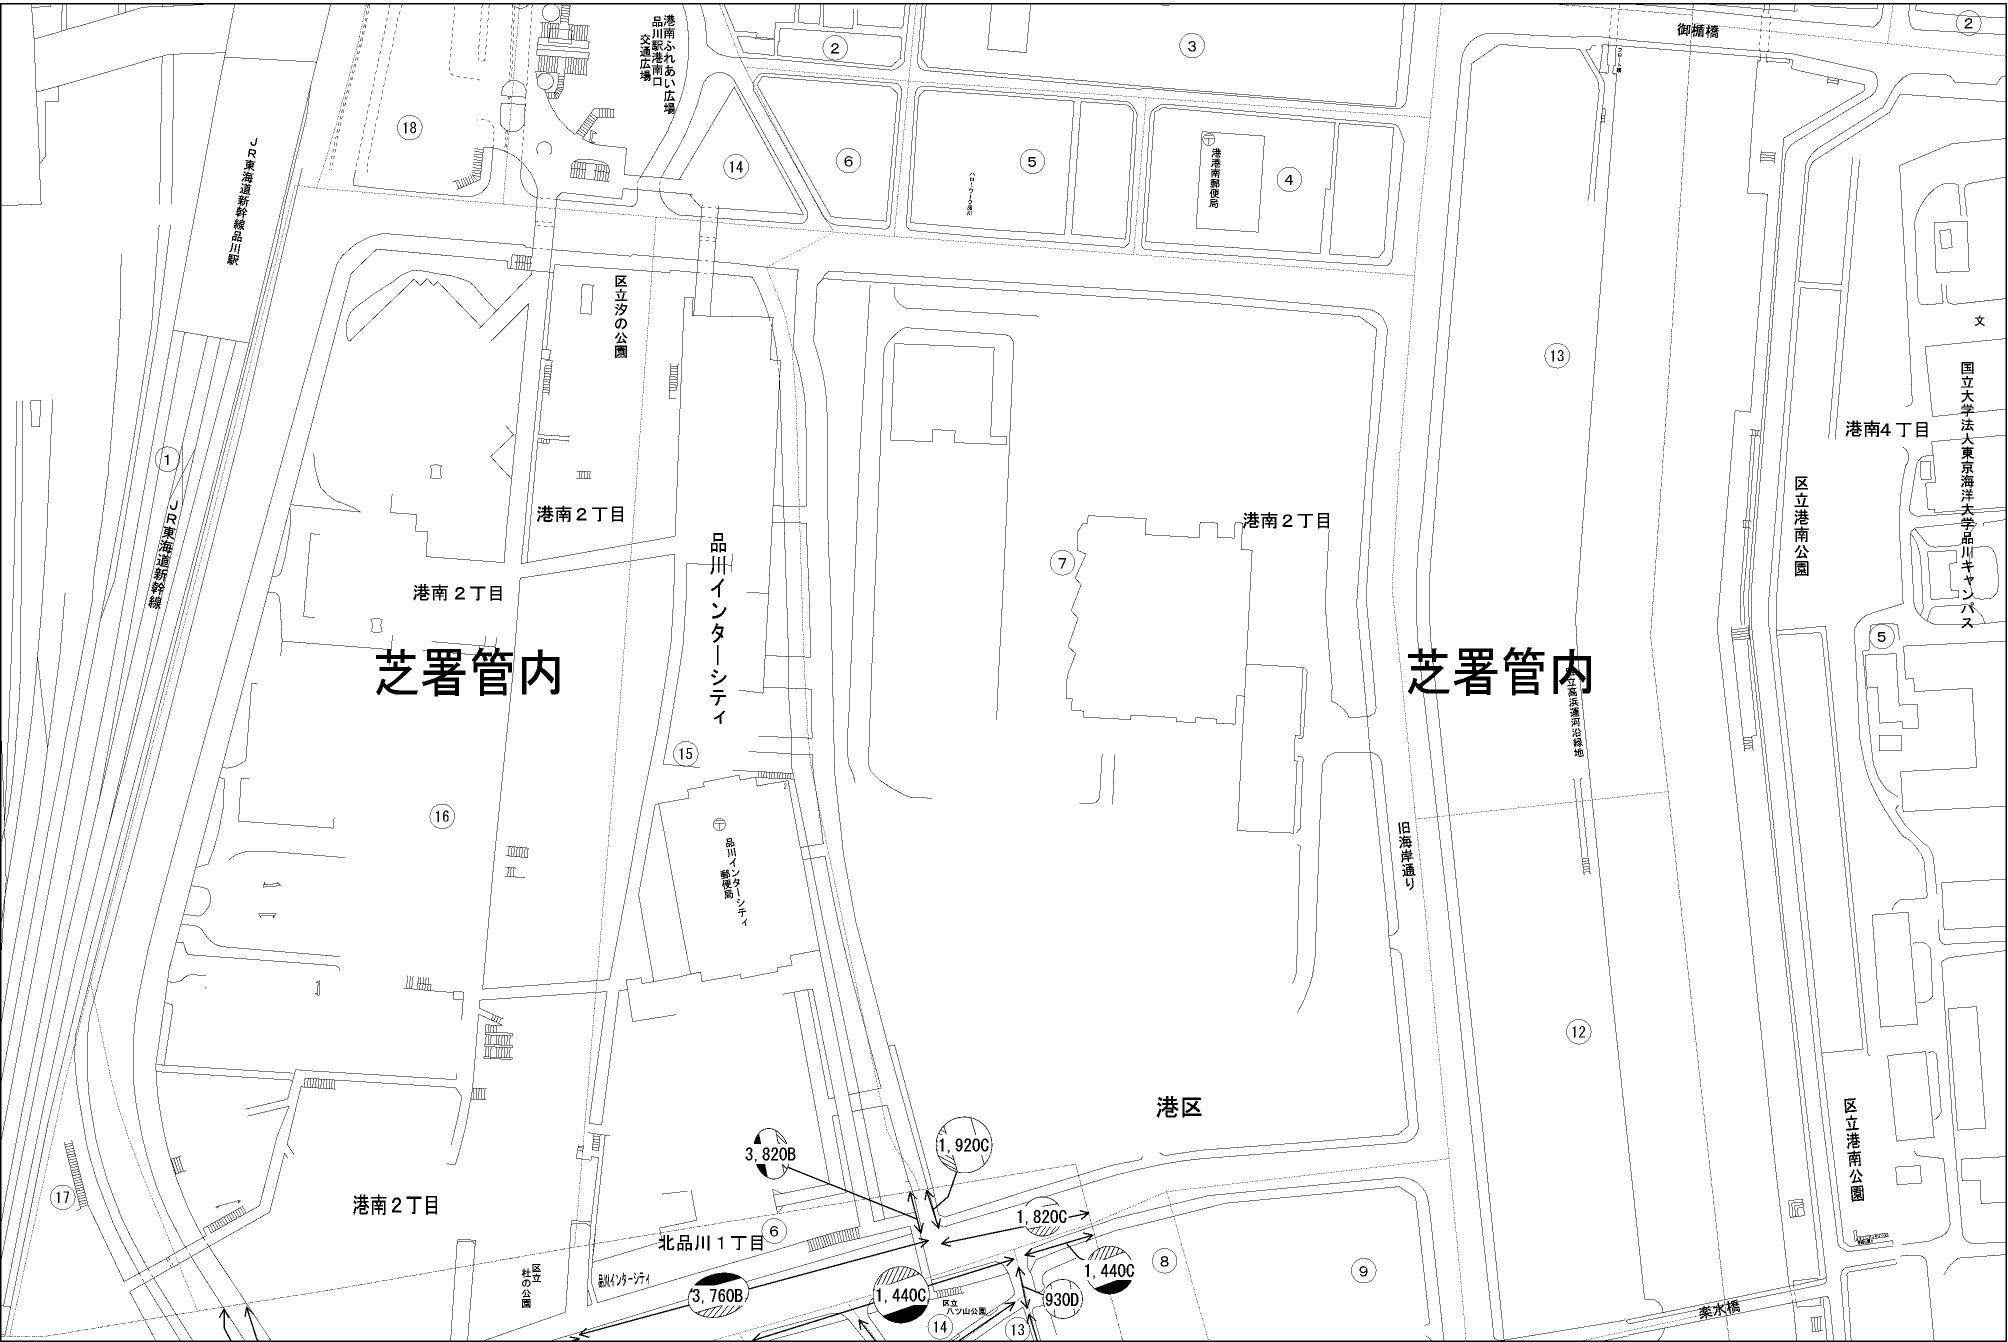 御楯橋
②
②
③
港南ふれあい広場
品川駅港南口
交通広場
⑱
⑭
⑥
⑤
④
港港南郵便局
ハローワーク品川
JR東海道新幹線品川駅
区立汐の公園
文
⑬
国立大学法人東京海洋大学品川キャンパス
港南4丁目
区立港南公園
①
JR東海道新幹線
港南2丁目
港南2丁目
品川インターシティ
⑦
港南2丁目
⑤
芝署管内
芝署管内
区立高浜運河沿緑地
⑮
⑯
品川インターシティ
郵便局
旧海岸通り
⑫
港区
区立港南公園
3,820B
1,920C
⑰
港南2丁目
1,820C
⑥
北品川1丁目
品川インターシティ
区立
杜の公園
3,760B
1,440C
930D
1,440C
⑧
⑨
区立
八ツ山公園
⑭
⑬
楽水橋